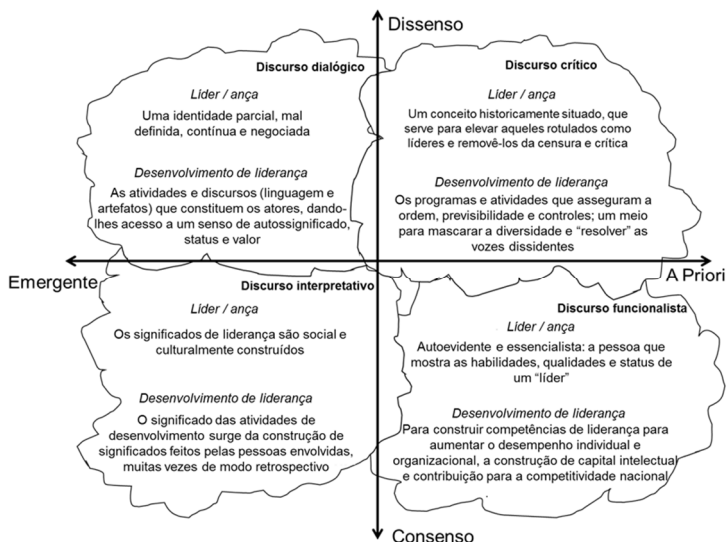 Dissenso
Discurso dialógico
Líder / ança
Uma identidade parcial, mal
definida, contínua e negociada
Desenvolvimento de liderança
As atividades e discursos (linguagem e
artefatos) que constituem os atores, dando-
lhes acesso a um senso de autossignificado,
status e valor
Discurso crítico
Líder / ança
Um conceito historicamente situado, que
serve para elevar aqueles rotulados como
líderes e removê-los da censura e crítica
Desenvolvimento de liderança
Os programas e atividades que asseguram a
ordem, previsibilidade e controles; um meio
para mascarar a diversidade e “resolver” as
vozes dissidentes
Emergente
A Priori
Discurso interpretativo
Líder / ança
Os significados de liderança são social e
culturalmente construídos
Desenvolvimento de liderança
O significado das atividades de
desenvolvimento surge da construção de
significados feitos pelas pessoas envolvidas,
muitas vezes de modo retrospectivo
Discurso funcionalista
Líder / ança
Autoevidente e essencialista: a pessoa que
mostra as habilidades, qualidades e status de
um “líder”
Desenvolvimento de liderança
Para construir competências de liderança para
aumentar o desempenho individual e
organizacional, a construção de capital intelectual
e contribuição para a competitividade nacional
Consenso